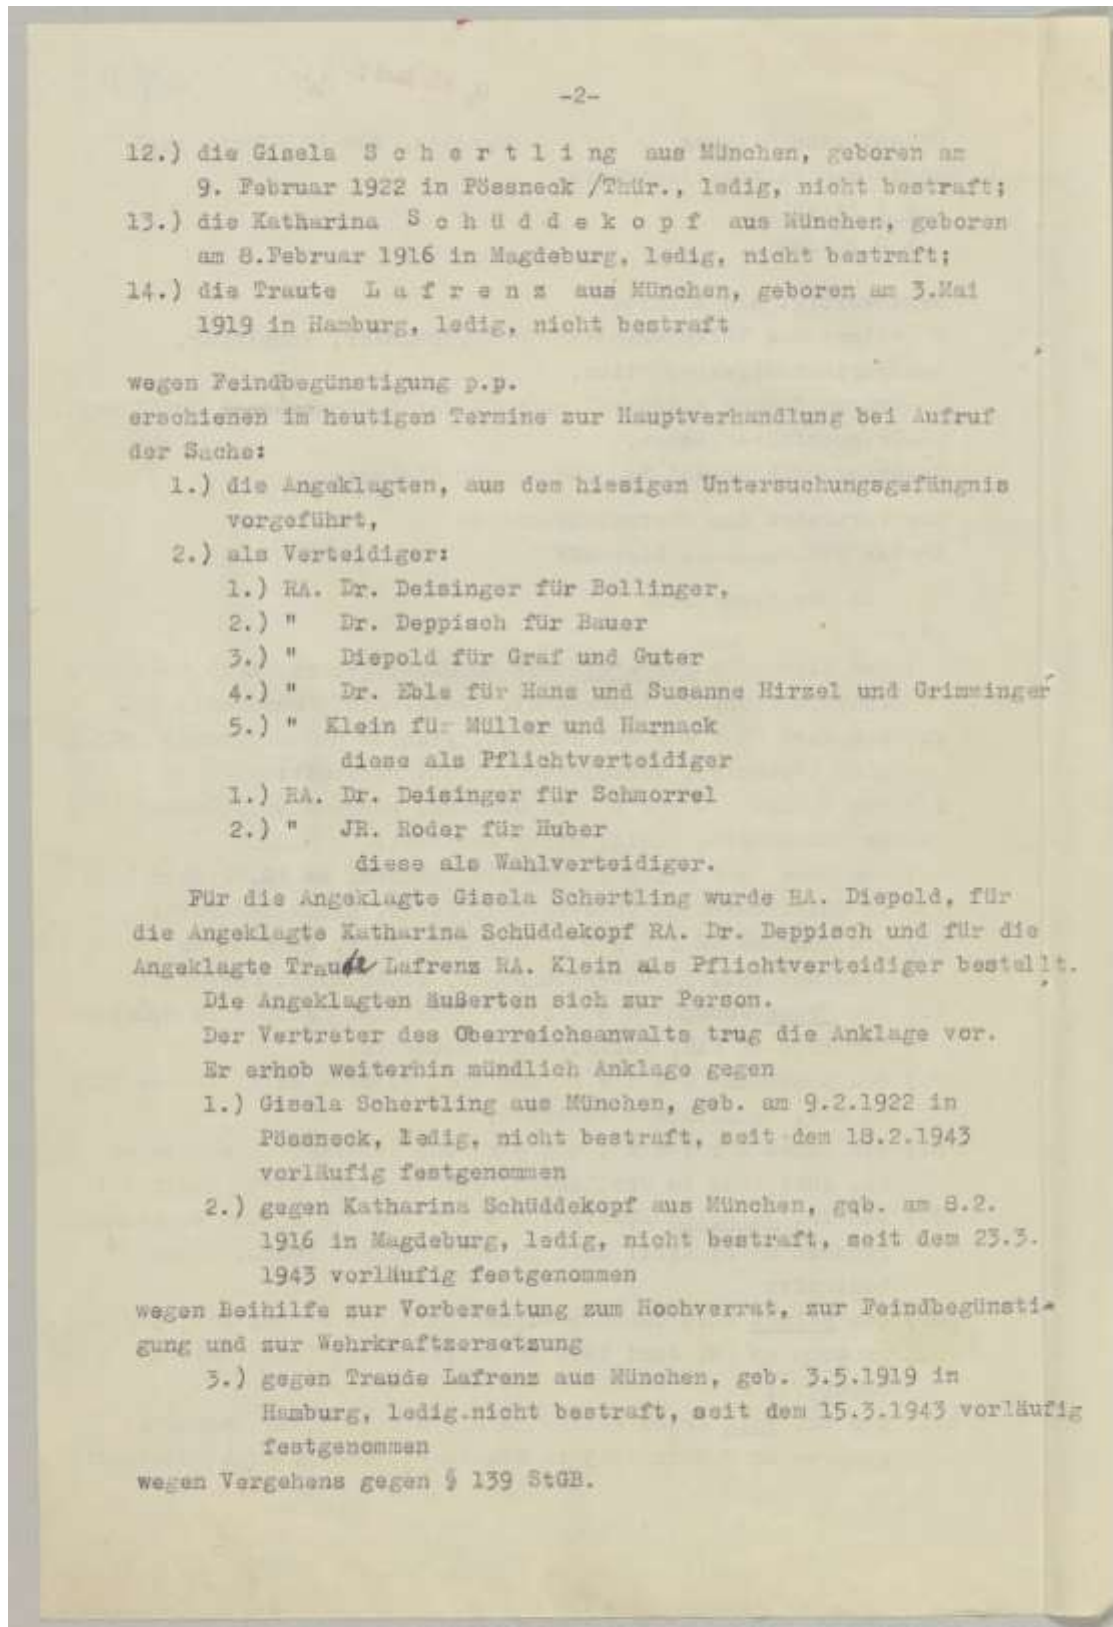 -2-
12.) die Gisela S c h e r t l i ng aus München, geboren am
9. Februar 1922 in Pössneck /Thür., ledig, nicht bestraft;
13.) die Katharina S c h ü d d e k o p f aus München, geboren
am 8.Februar 1916 in Magdeburg, ledig, nicht bestraft;
14.) die Traute L a f r e n z aus München, geboren am 3.Mai
1919 in Hamburg, ledig, nicht bestraft
wegen Feindbegünstigung p.p.
erschienen im heutigen Termine zur Hauptverhandlung bei Aufruf
der Sache:
1.) die Angeklagten, aus dem hiesigen Untersuchungsgefängnis
vorgeführt,
2.) als Verteidiger:
1.) RA. Dr. Deisinger für Bollinger,
2.) " Dr. Deppisch für Bauer
3.) " Diepold für Graf und Guter
4.) " Dr. Eble für Hans und Susanne Hirzel und Grimminger
5.) " Klein für Müller und Harnack
diese als Pflichtverteidiger
1.) RA. Dr. Deisinger für Schmorrel
2.) " JR. Roder für Huber
diese als Wahlverteidiger.
Für die Angeklagte Gisela Schertling wurde RA. Diepold, für
die Angeklagte Katharina Schüddekopf RA. Dr. Deppisch und für die
Angeklagte Traute Lafrenz RA. Klein als Pflichtverteidiger bestellt.
Die Angeklagten äußerten sich zur Person.
Der Vertreter des Oberreichsanwalts trug die Anklage vor.
Er erhob weiterhin mündlich Anklage gegen
1.) Gisela Schertling aus München, geb. am 9.2.1922 in
Pössneck, ledig, nicht bestraft, seit dem 18.2.1943
vorläufig festgenommen
2.) gegen Katharina Schüddekopf aus München, gqb. am 8.2.
1916 in Magdeburg, ledig, nicht bestraft, seit dem 23.3.
1943 vorläufig festgenommen
wegen Beihilfe zur Vorbereitung zum Hochverrat, zur Feindbegünsti-
gung und zur Wehrkraftzersetzung
3.) gegen Traude Lafrenz aus München, geb. 3.5.1919 in
Hamburg, ledig.nicht bestraft, seit dem 15.3.1943 vorläufig
festgenommen
wegen Vergehens gegen § 139 StGB.